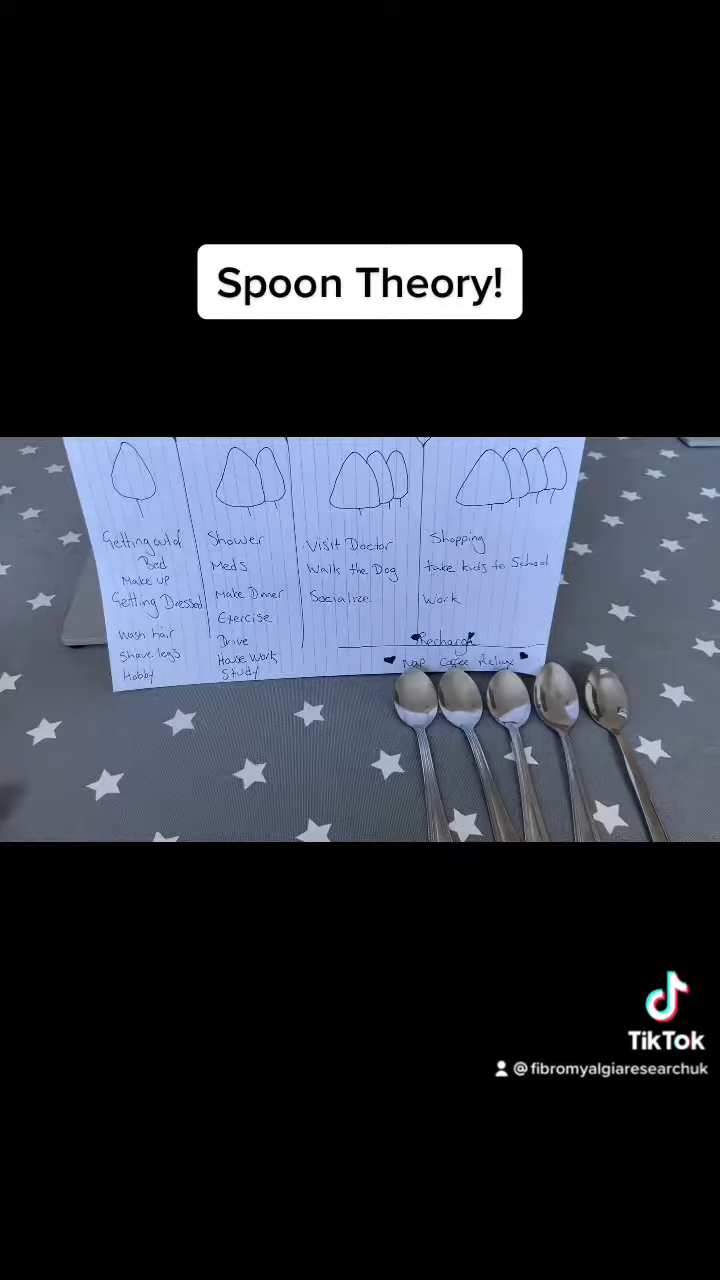 Spoon Theory!
Getting out of
Bed
Make up
Getting Dressed
Wash hair
Shave legs
Hobby
Shower
Meds
Make Dinner
Exercise
Drive
House Work
Study
Visit Doctor
Walk the Dog
Socialize
Shopping
take kids to School
Work
Recharge
Nap Coffee Relax
TikTok
@fibromyalgiaresearchuk